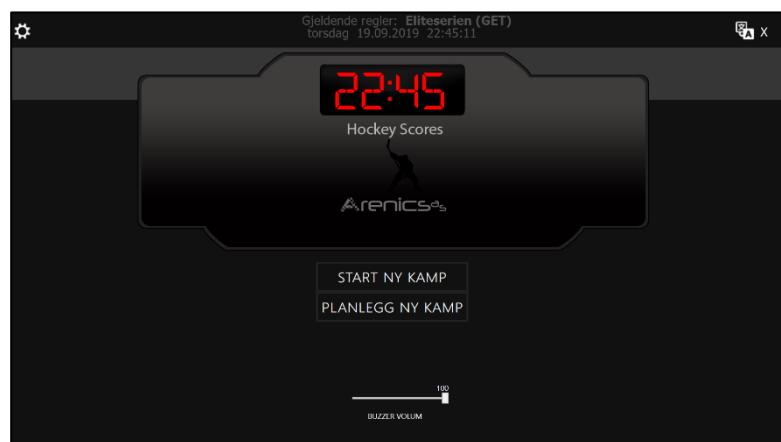 Gjeldende regler: Eliteserien (GET)
torsdag 19.09.2019 22:45:11
X
22:45
Hockey Scores
Arenics as
START NY KAMP
PLANLEGG NY KAMP
100
BUZZER VOLUM